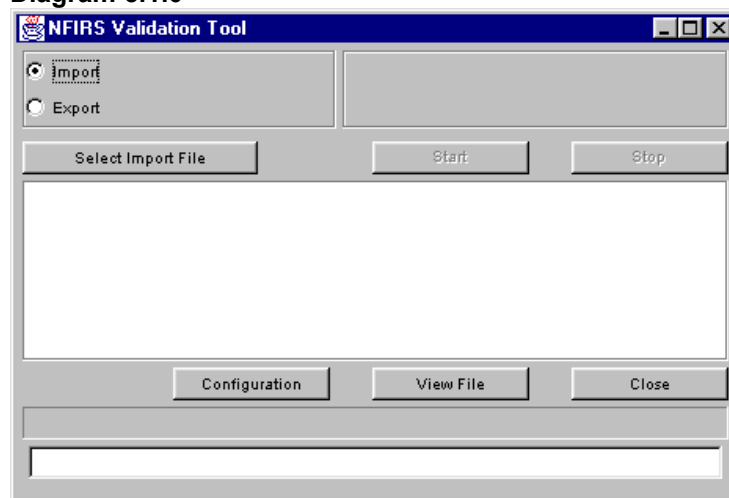 NFIRS Validation Tool
Import
Export
Select Import File Start Stop
Configuration View File Close